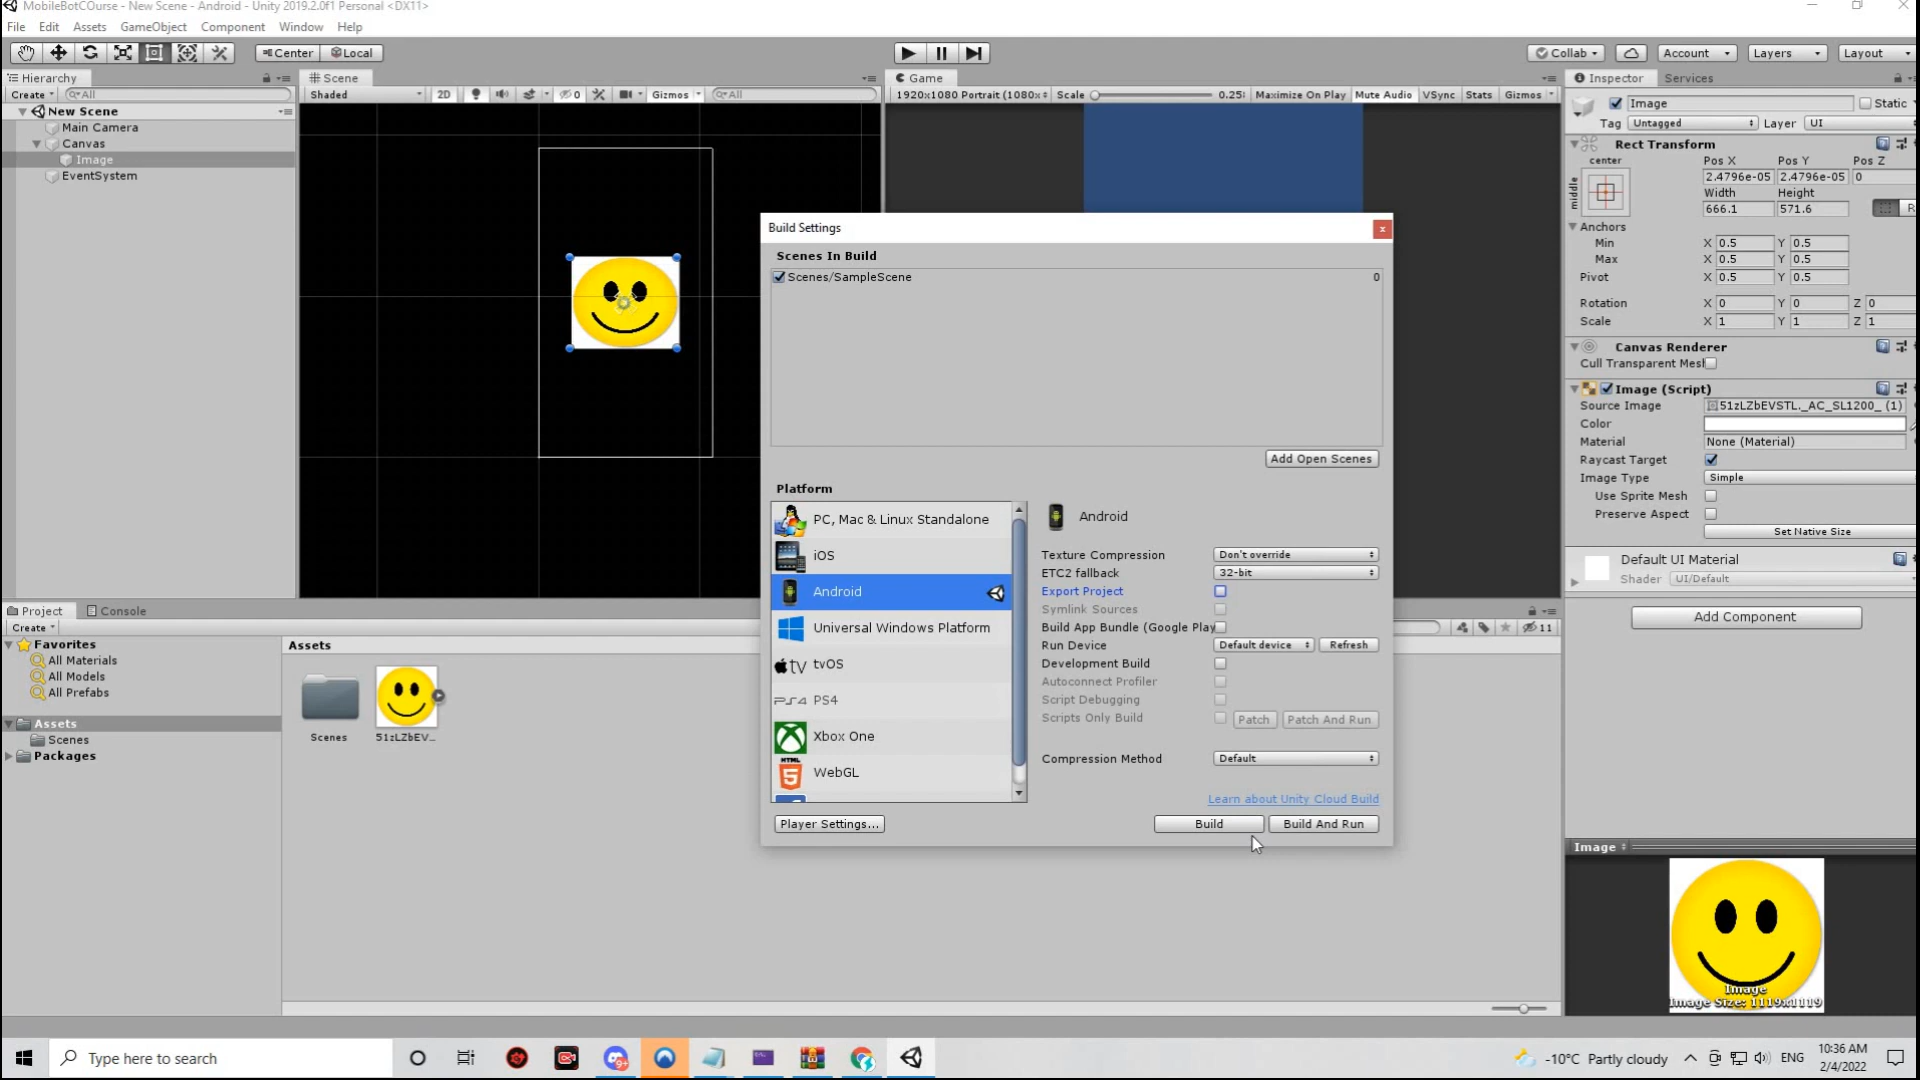 MobileBotCOurse - New Scene - Android - Unity 2019.2.0f1 Personal <DX11>
File Edit Assets GameObject Component Window Help
Center Local
Collab Account Layers Layout
Hierarchy
Create All
New Scene
Main Camera
Canvas
Image
EventSystem
Scene
Shaded 2D 0 Gizmos All
Game
1920x1080 Portrait (1080x Scale 0.25 Maximize On Play Mute Audio VSync Stats Gizmos
Inspector Services
Image Static
Tag Untagged Layer UI
Rect Transform
center Pos X Pos Y Pos Z
middle 2.4796e-05 2.4796e-05 0
Width Height
666.1 571.6 R
Anchors
Min X 0.5 Y 0.5
Max X 0.5 Y 0.5
Pivot X 0.5 Y 0.5
Rotation X 0 Y 0 Z 0
Scale X 1 Y 1 Z 1
Canvas Renderer
Cull Transparent Mesh
Image (Script)
Source Image 51zLZbEVSTL._AC_SL1200_ (1)
Color
Material None (Material)
Raycast Target
Image Type Simple
Use Sprite Mesh
Preserve Aspect
Set Native Size
Default UI Material
Shader UI/Default
Add Component
Build Settings
Scenes In Build
Scenes/SampleScene 0
Add Open Scenes
Platform
PC, Mac & Linux Standalone
iOS
Android
Universal Windows Platform
tv tvOS
PS4 PS4
Xbox One
HTML 5 WebGL
Android
Texture Compression Don't override
ETC2 fallback 32-bit
Export Project
Symlink Sources
Build App Bundle (Google Play
Run Device Default device Refresh
Development Build
Autoconnect Profiler
Script Debugging
Scripts Only Build Patch Patch And Run
Compression Method Default
Learn about Unity Cloud Build
Player Settings... Build Build And Run
Project Console
Create 11
Favorites
All Materials
All Models
All Prefabs
Assets
Scenes
Packages
Assets
Scenes 51zLZbEV...
Image
Image
Image Size: 1119x1119
Type here to search
9+
-10°C Partly cloudy ENG 10:36 AM
2/4/2022